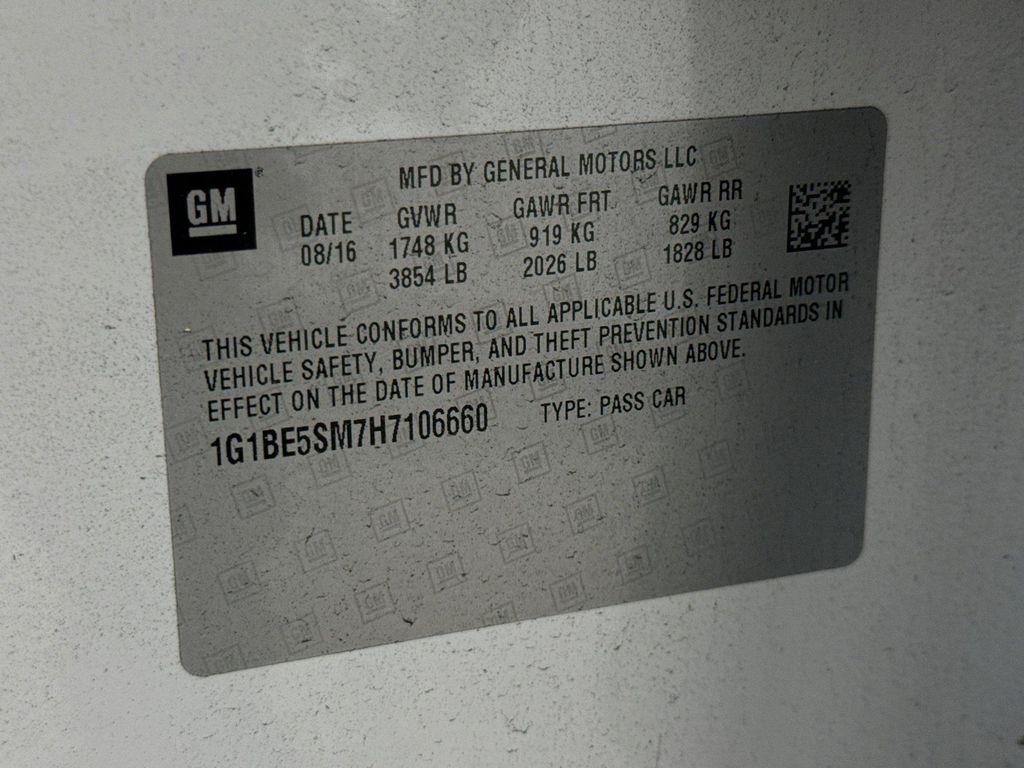 GM
MFD BY GENERAL MOTORS LLC
DATE GVWR GAWR FRT. GAWR RR
08/16 1748 KG 919 KG 829 KG
3854 LB 2026 LB 1828 LB
THIS VEHICLE CONFORMS TO ALL APPLICABLE U.S. FEDERAL MOTOR
VEHICLE SAFETY, BUMPER, AND THEFT PREVENTION STANDARDS IN
EFFECT ON THE DATE OF MANUFACTURE SHOWN ABOVE.
1G1BE5SM7H7106660 TYPE: PASS CAR